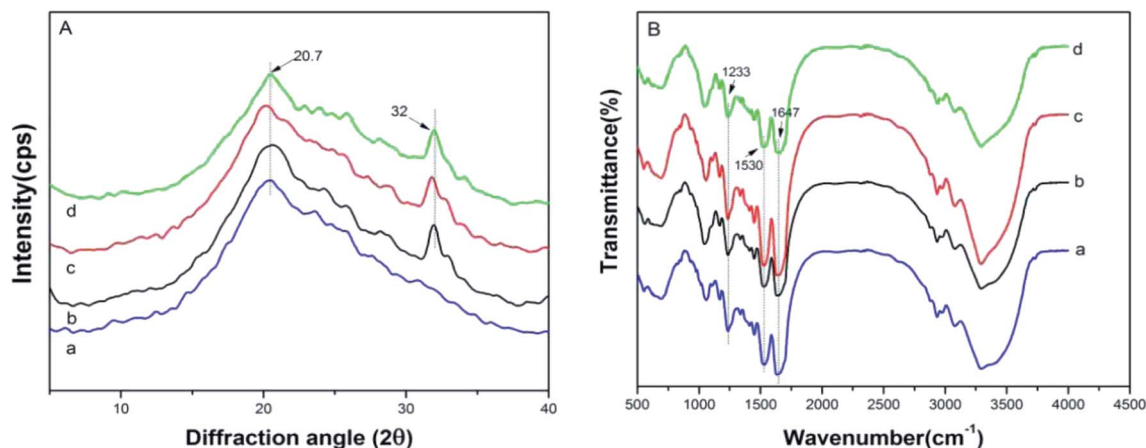 A
20.7
32
d
c
b
a
Intensity(cps)
10
20
30
40
Diffraction angle (2θ)
B
1233
1647
1530
d
c
b
a
Transmittance(%)
500
1000
1500
2000
2500
3000
3500
4000
4500
Wavenumber(cm⁻¹)